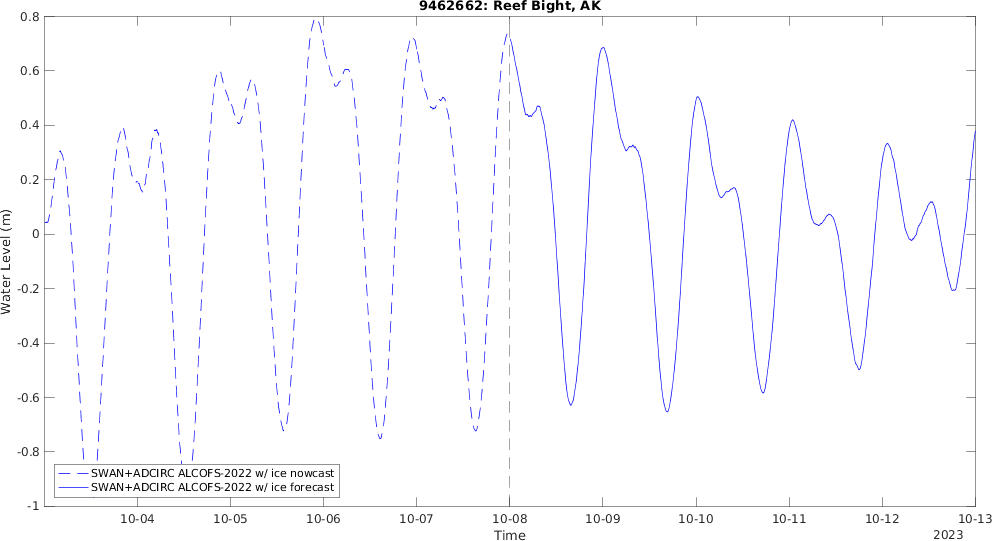 9462662: Reef Bight, AK
Water Level (m)
0.8
0.6
0.4
0.2
0
-0.2
-0.4
-0.6
-0.8
-1
SWAN+ADCIRC ALCOFS-2022 w/ ice nowcast
SWAN+ADCIRC ALCOFS-2022 w/ ice forecast
10-04 10-05 10-06 10-07 10-08 10-09 10-10 10-11 10-12 10-13
Time
2023